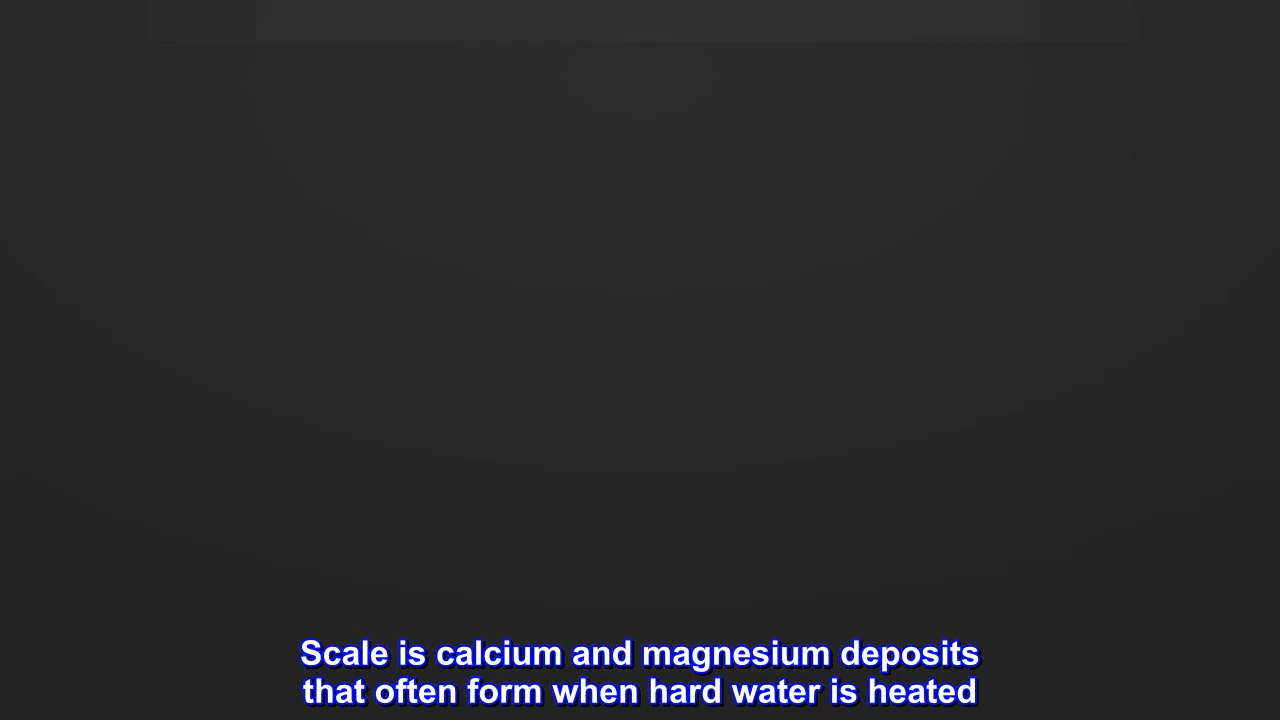 Scale is calcium and magnesium deposits
that often form when hard water is heated